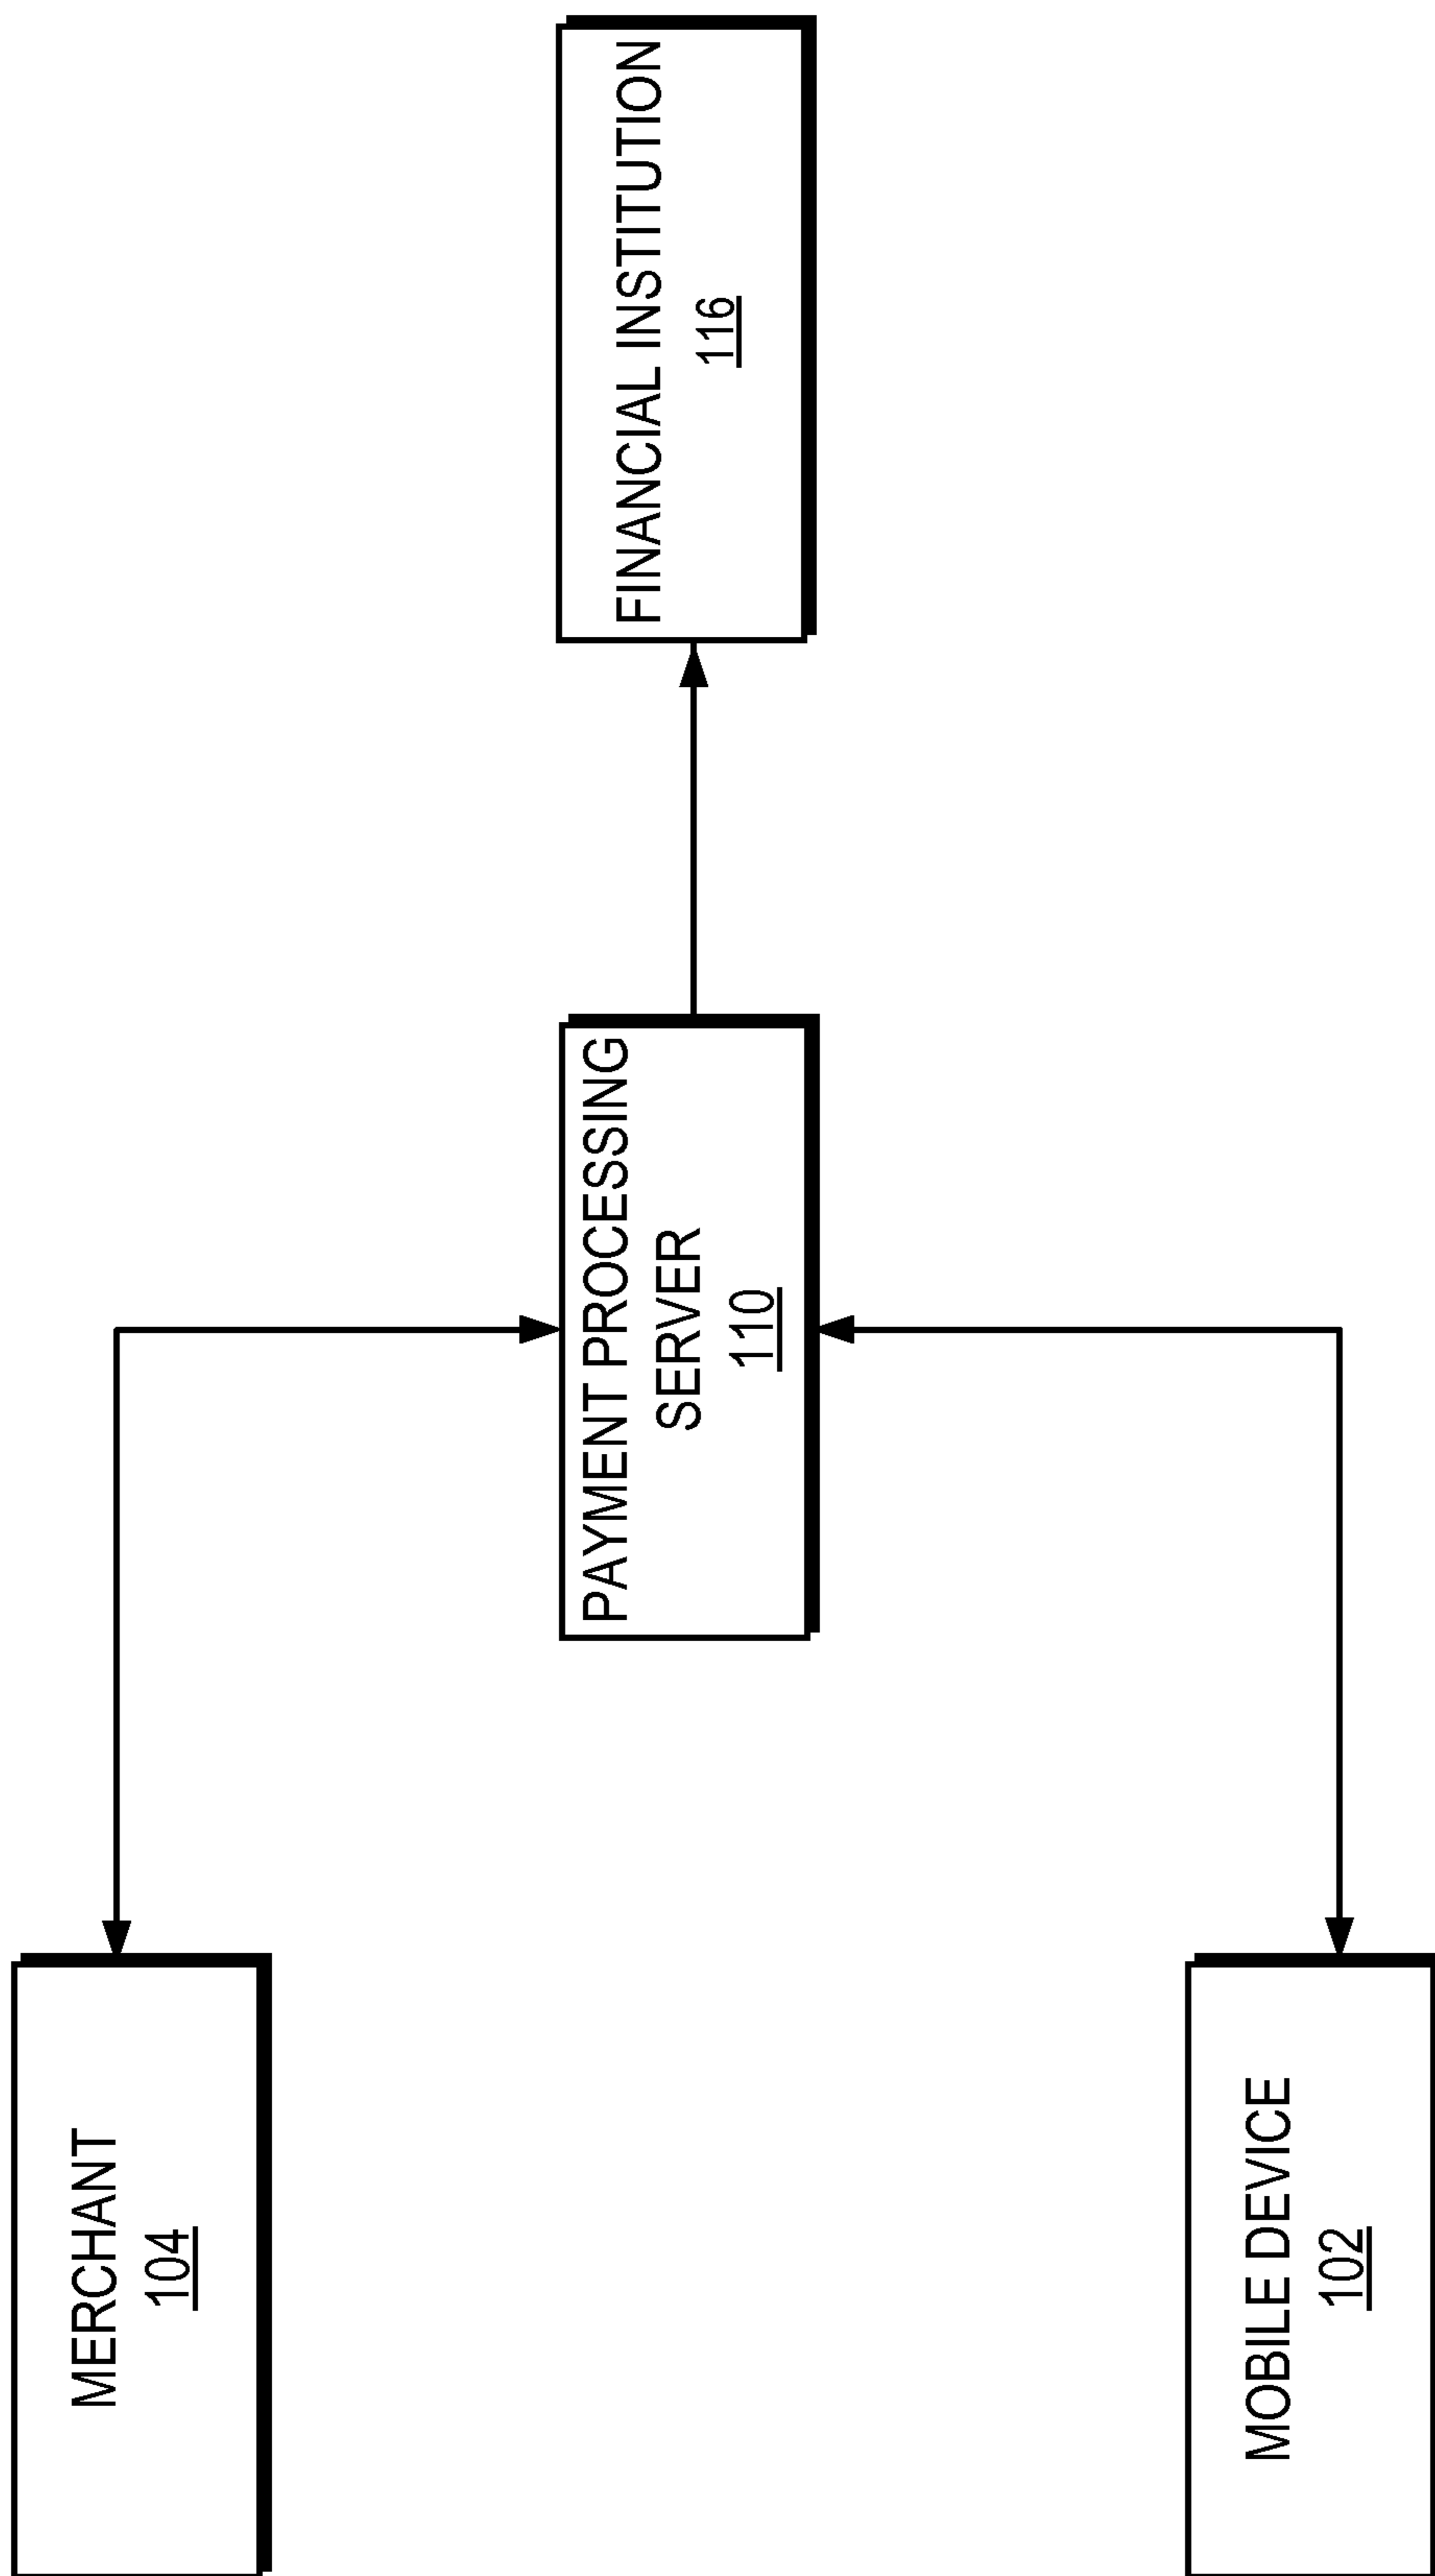 MERCHANT
104
PAYMENT PROCESSING
SERVER
110
FINANCIAL INSTITUTION
116
MOBILE DEVICE
102